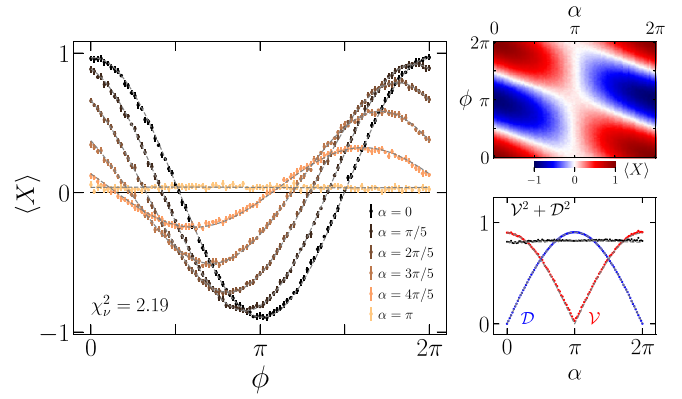 1
0
−1
⟨X⟩
0
π
2π
ϕ
χ²ᵥ = 2.19
α = 0
α = π/5
α = 2π/5
α = 3π/5
α = 4π/5
α = π
α
0
π
2π
2π
ϕ π
0
−1
0
1
⟨X⟩
𝒱² + 𝒟²
1
0
𝒟
𝒱
0
π
2π
α